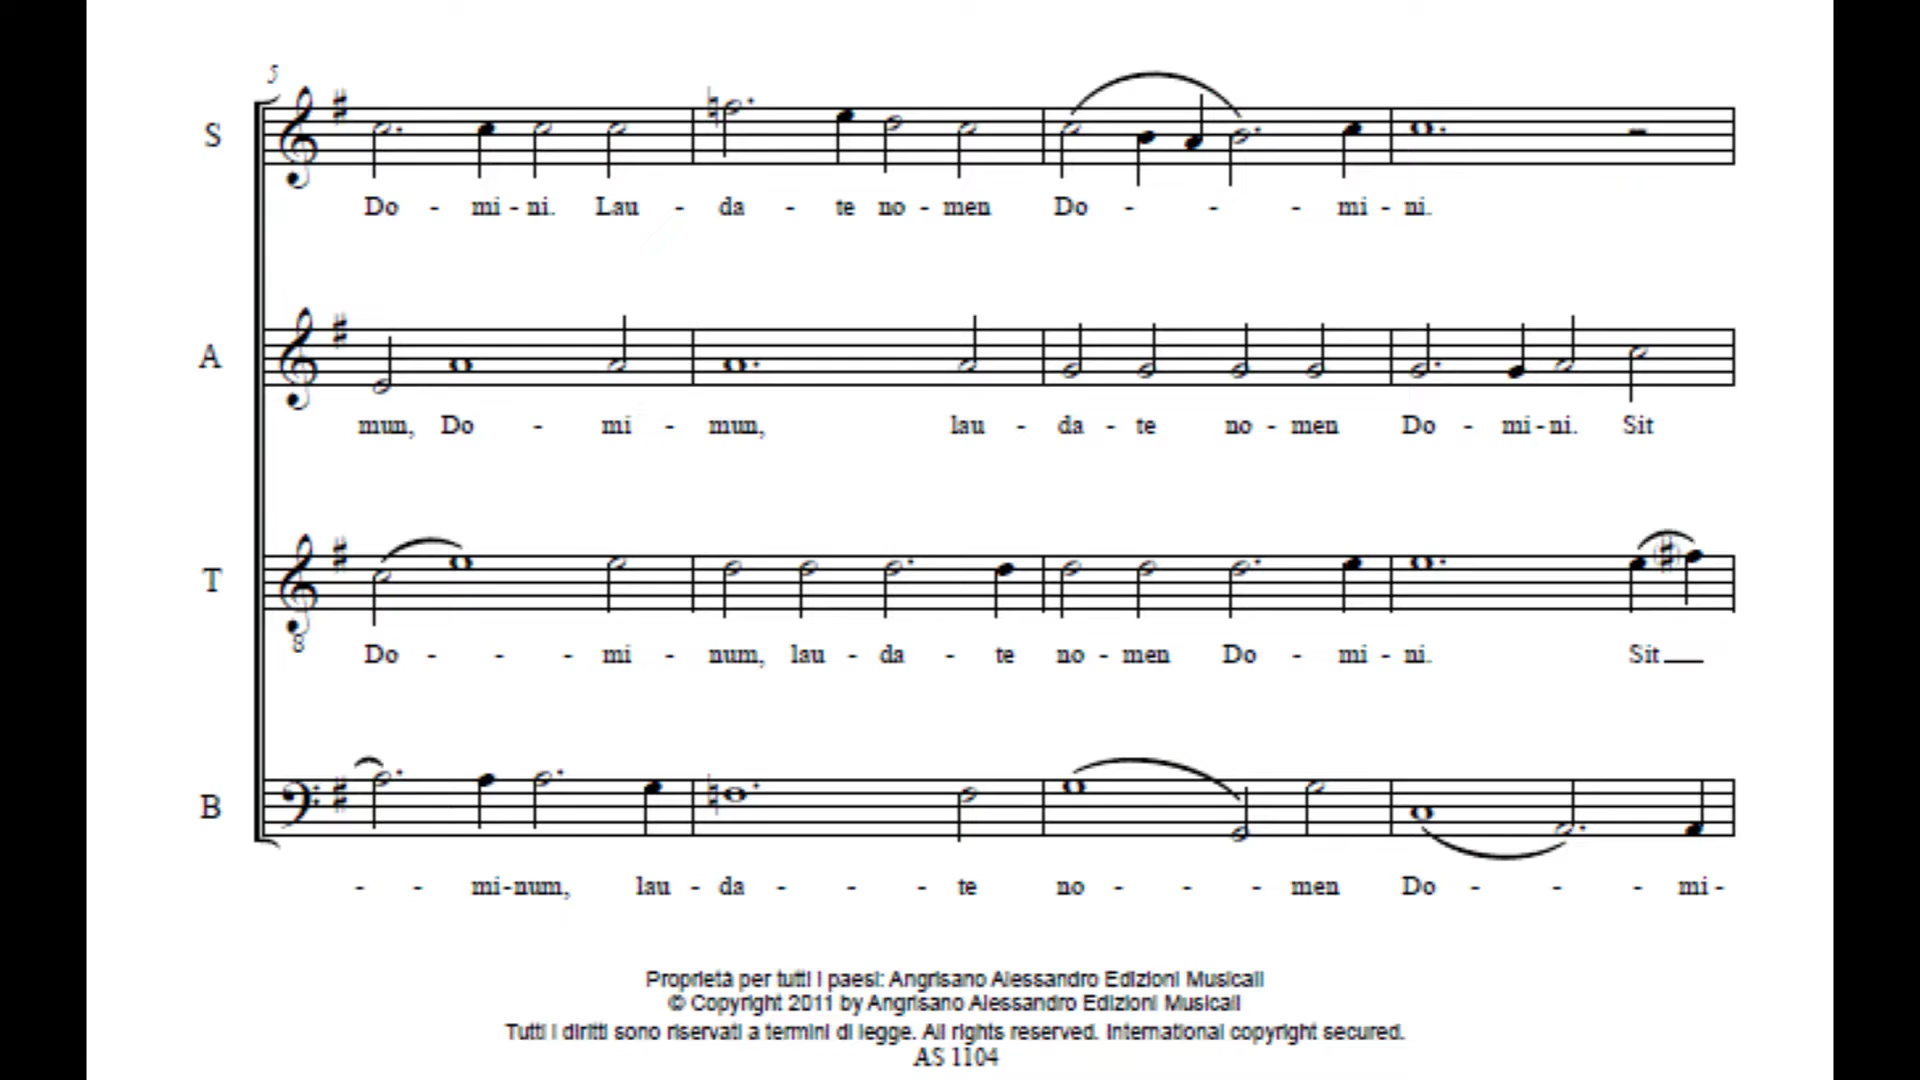 5
S
Do - mi - ni. Lau - da - te no - men Do - - - mi - ni.
A
mun, Do - mi - mun, lau - da - te no - men Do - mi - ni. Sit
T
8
Do - - - mi - num, lau - da - te no - men Do - mi - ni. Sit
B
- - mi - num, lau - da - - - te no - - - men Do - - - mi -
Proprietà per tutti i paesi: Angrisano Alessandro Edizioni Musicali
© Copyright 2011 by Angrisano Alessandro Edizioni Musicali
Tutti i diritti sono riservati a termini di legge. All rights reserved. International copyright secured.
AS 1104